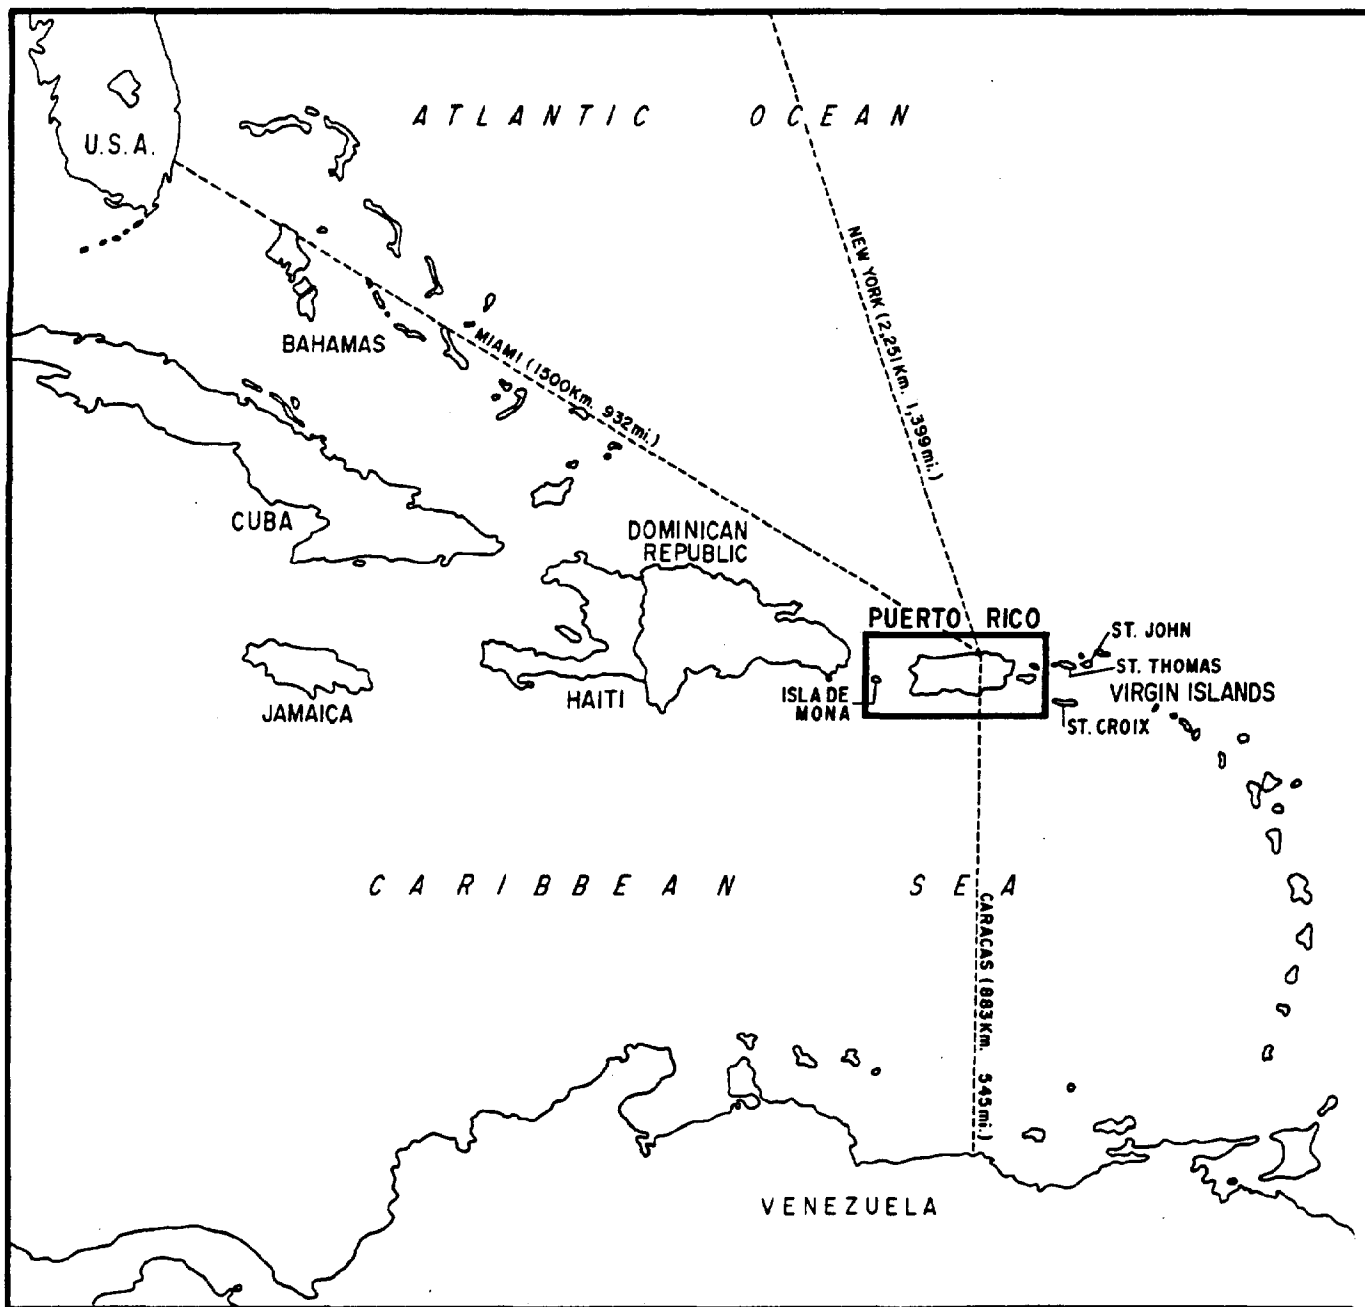 ATLANTIC OCEAN
U.S.A.
NEW YORK (2,251Km. 1,399mi.)
BAHAMAS
MIAMI (1500Km. 932mi.)
CUBA
DOMINICAN
REPUBLIC
PUERTO RICO
ST. JOHN
ST. THOMAS
VIRGIN ISLANDS
ISLA DE
MONA
HAITI
JAMAICA
ST. CROIX
CARIBBEAN SEA
CARACAS (883Km. 545mi.)
VENEZUELA